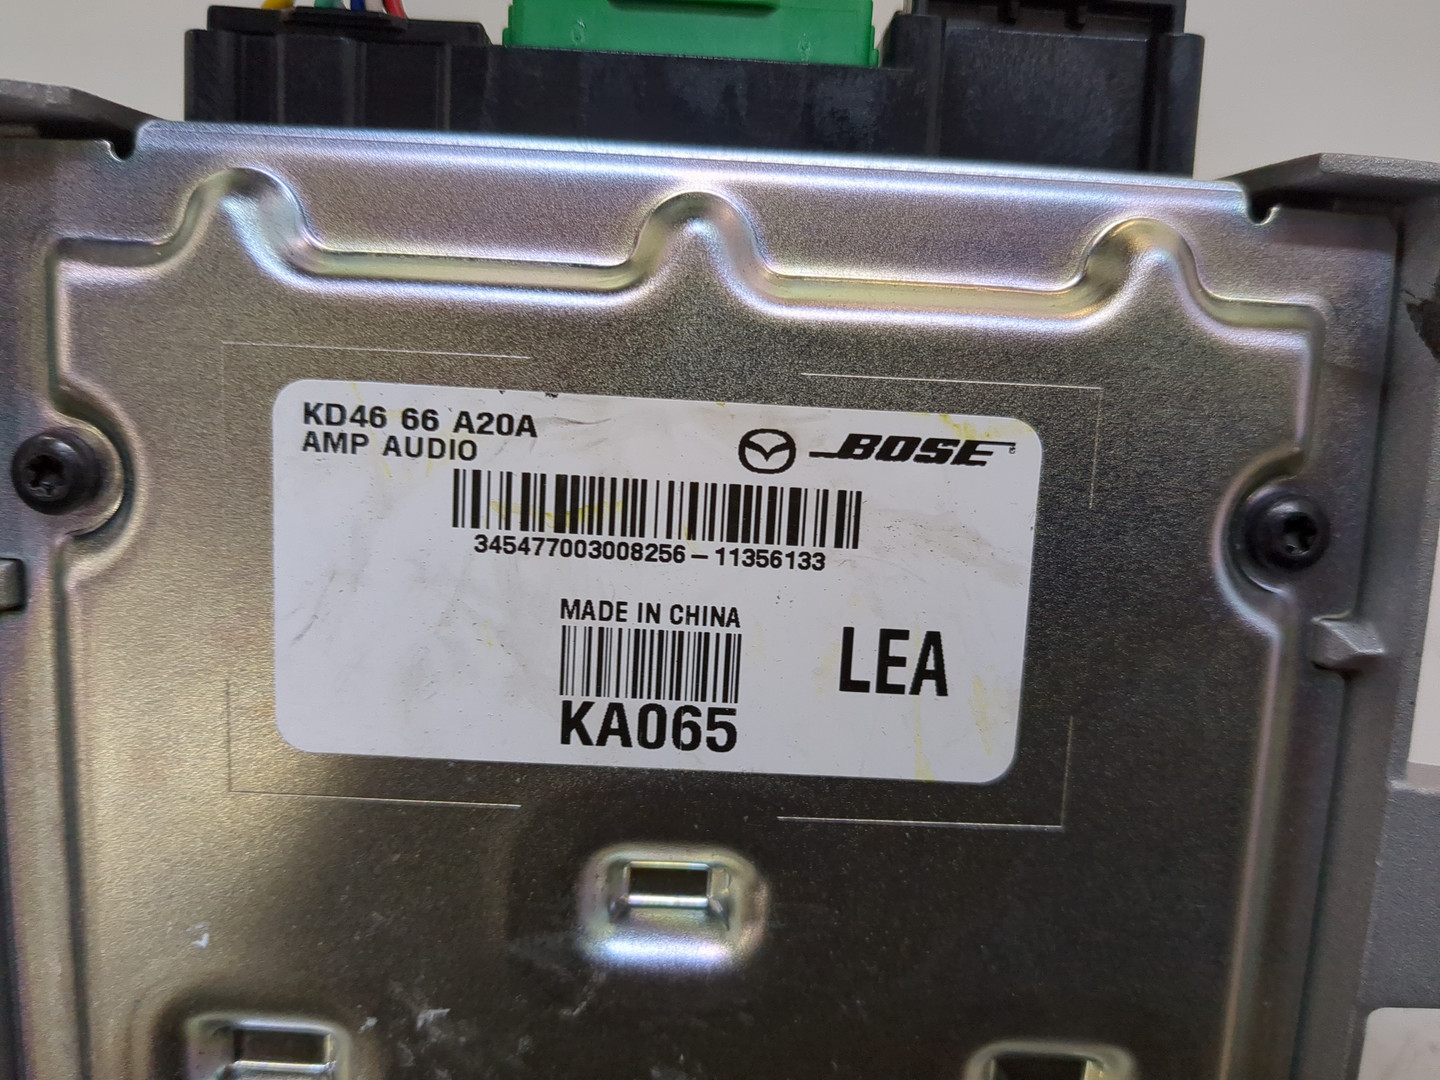 KD46 66 A20A
AMP AUDIO
BOSE
345477003008256-11356133
MADE IN CHINA
KA065
LEA